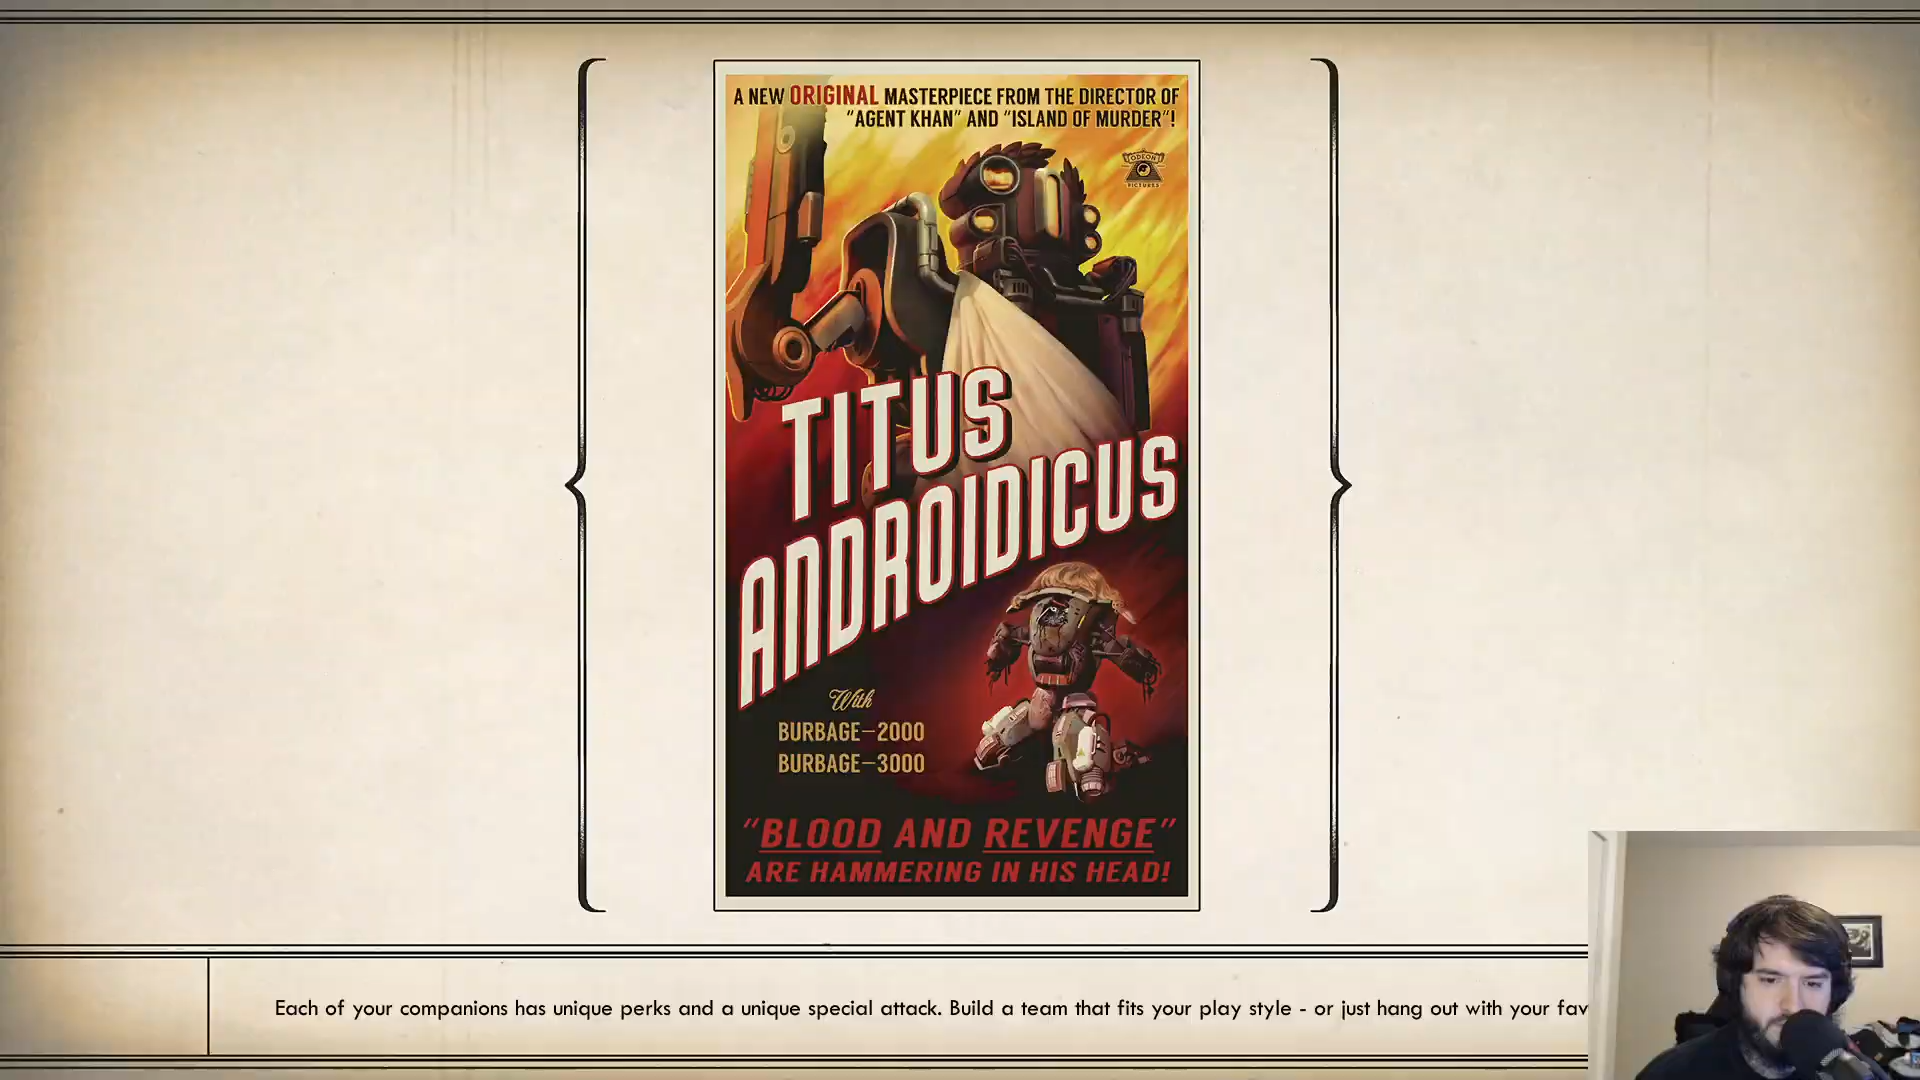 A NEW ORIGINAL MASTERPIECE FROM THE DIRECTOR OF
"AGENT KHAN" AND "ISLAND OF MURDER"!
ODEON
PICTURES
TITUS
ANDROIDICUS
With
BURBAGE-2000
BURBAGE-3000
"BLOOD AND REVENGE"
ARE HAMMERING IN HIS HEAD!
Each of your companions has unique perks and a unique special attack. Build a team that fits your play style - or just hang out with your fav